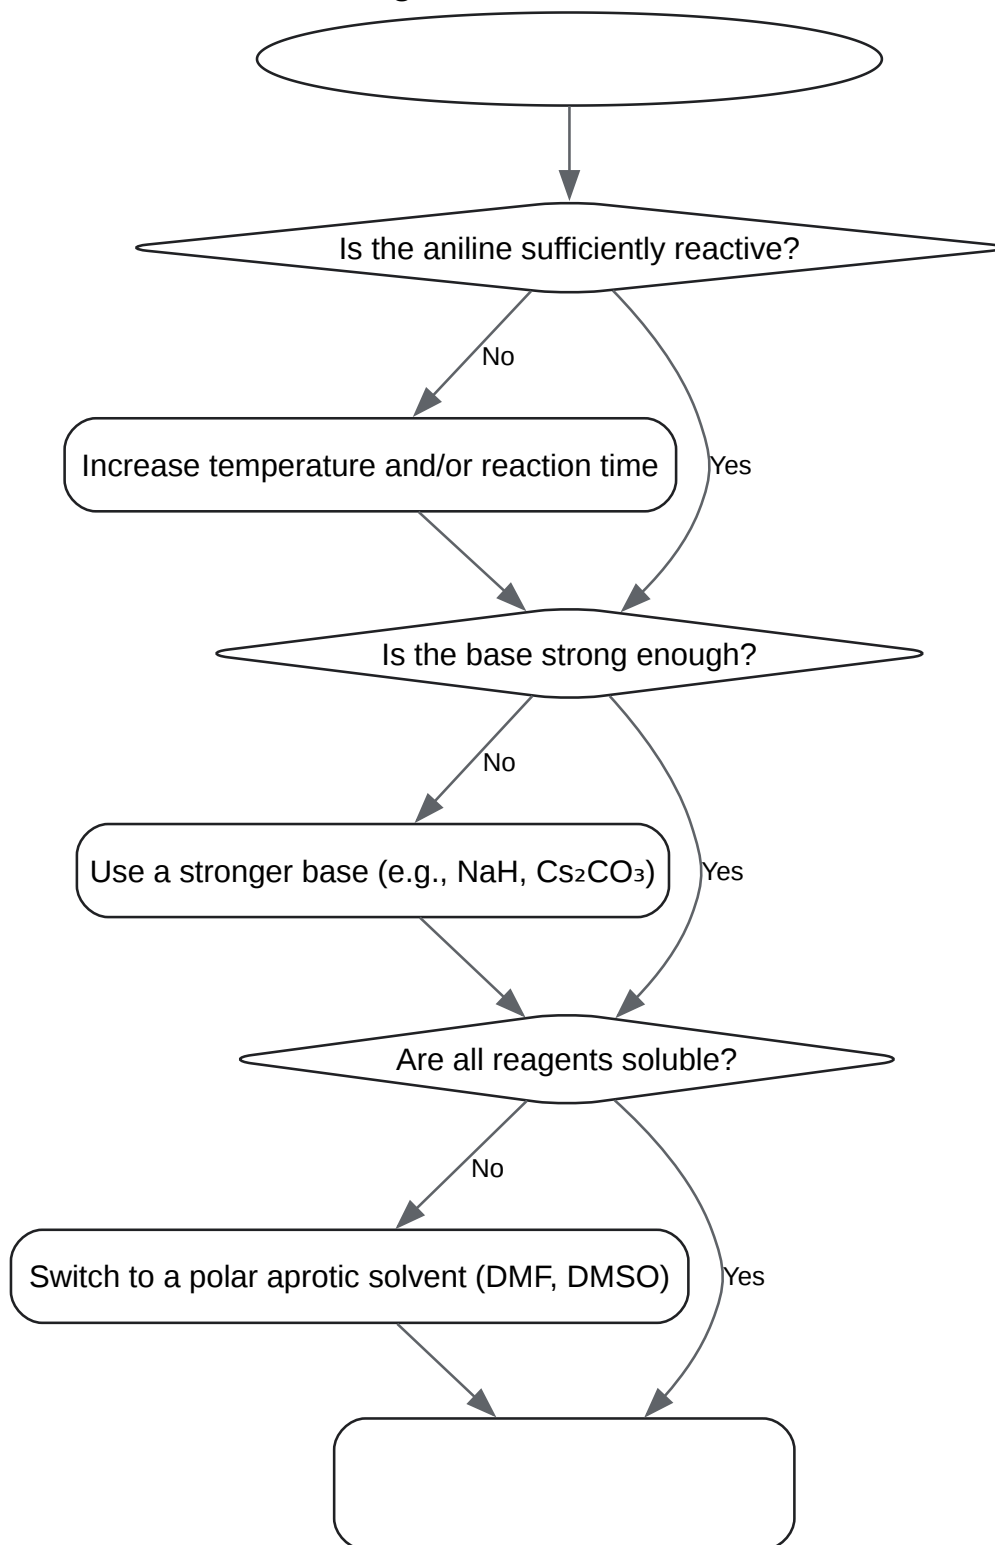 Is the aniline sufficiently reactive?
No
Increase temperature and/or reaction time
Yes
Is the base strong enough?
No
Use a stronger base (e.g., NaH, Cs₂CO₃)
Yes
Are all reagents soluble?
No
Switch to a polar aprotic solvent (DMF, DMSO)
Yes